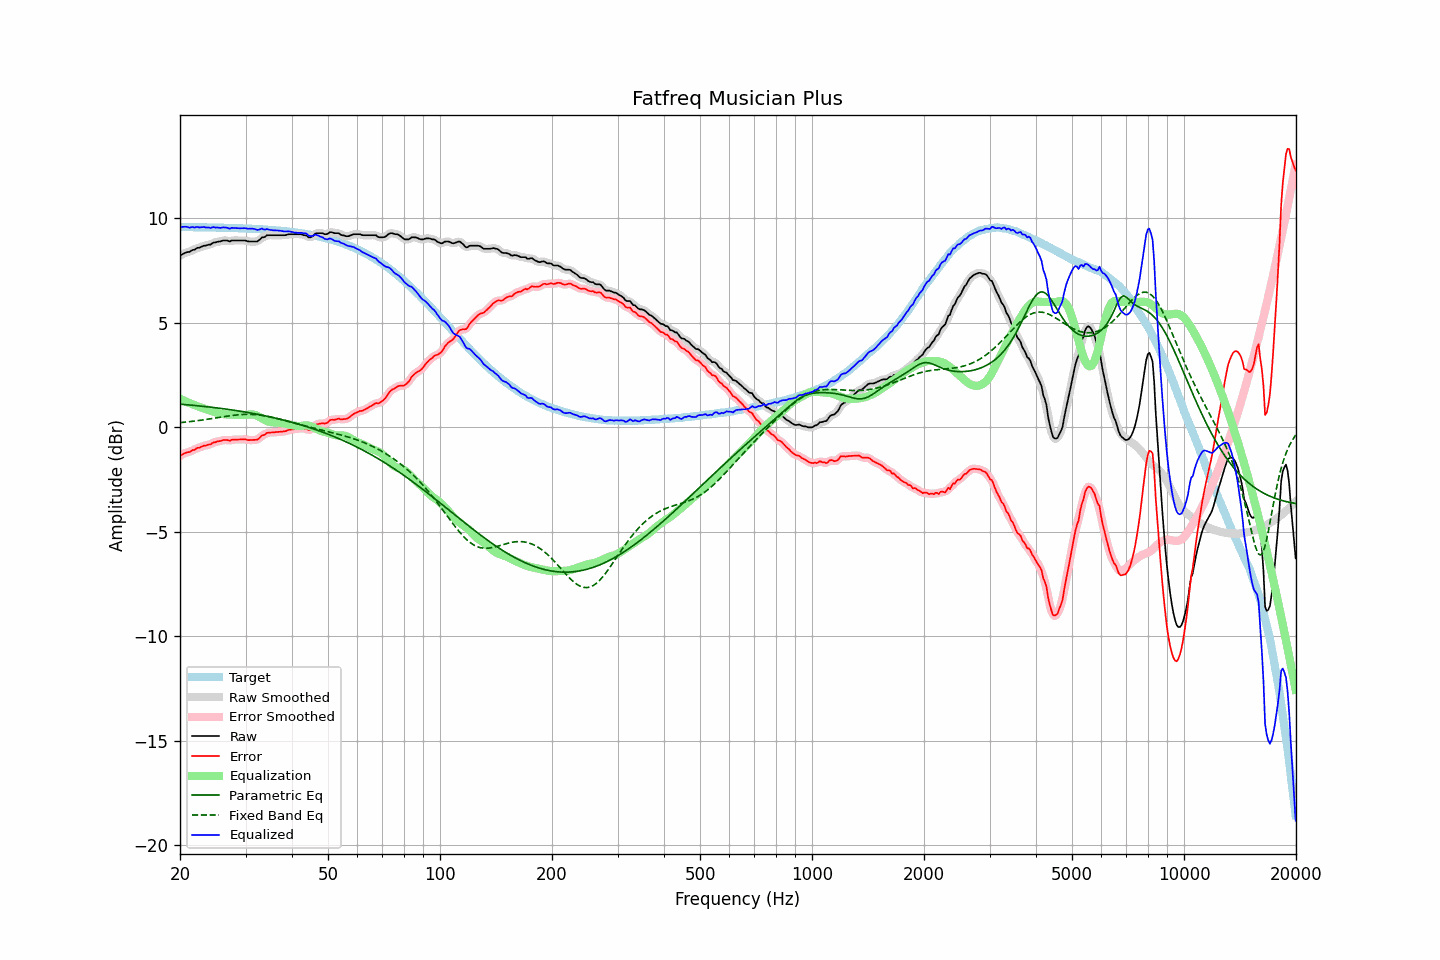 Fatfreq Musician Plus
Amplitude (dBr)
10
5
0
−5
−10
−15
−20
Target
Raw Smoothed
Error Smoothed
Raw
Error
Equalization
Parametric Eq
Fixed Band Eq
Equalized
20
50
100
200
500
1000
2000
5000
10000
20000
Frequency (Hz)